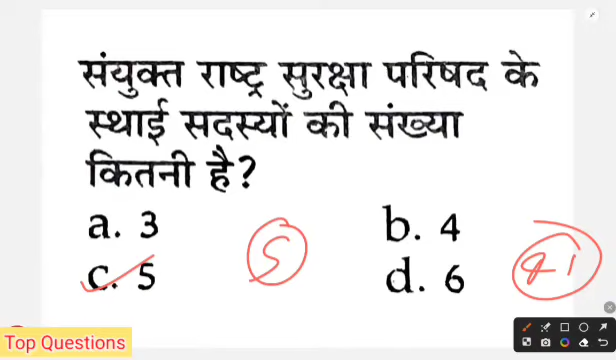 संयुक्त राष्ट्र सुरक्षा परिषद के
स्थाई सदस्यों की संख्या
कितनी है?
a. 3
b. 4
c. 5
d. 6
5
Top Questions